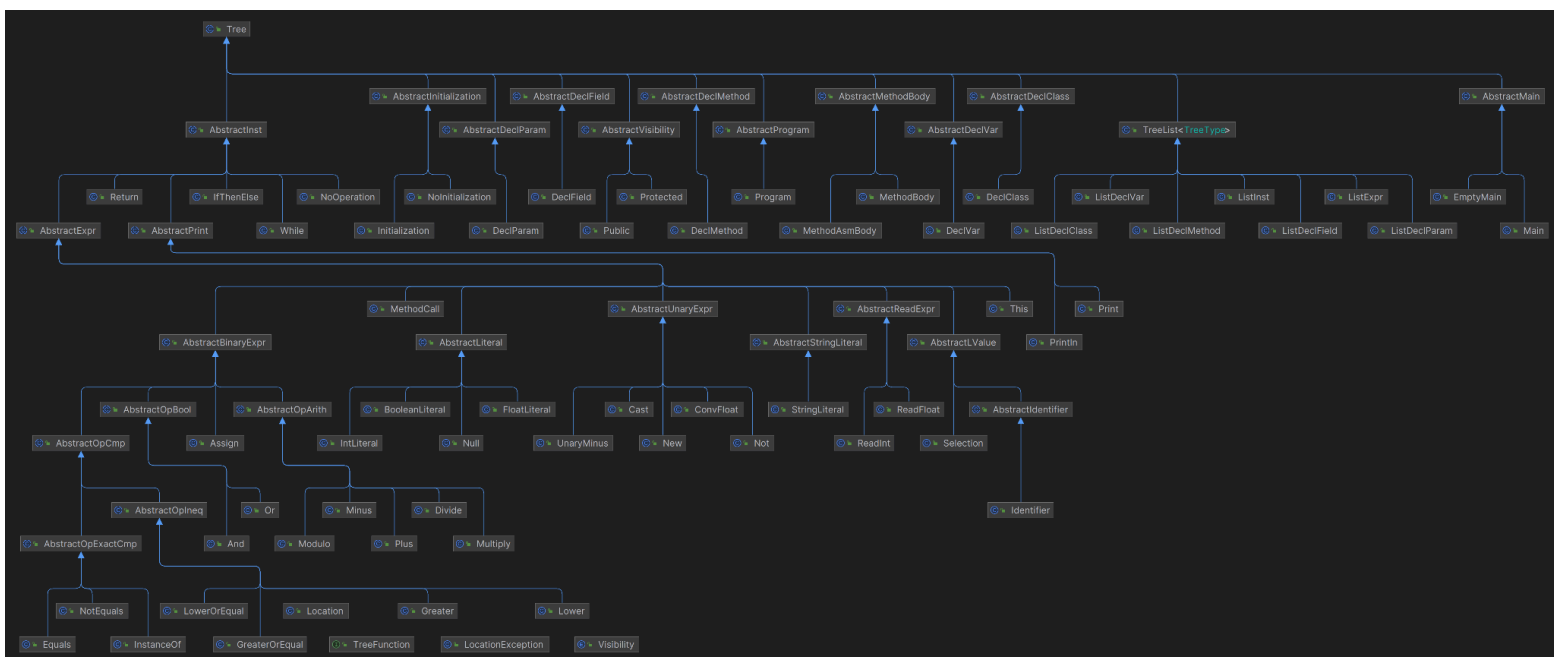 Tree
AbstractInitialization
AbstractDeclField
AbstractDeclMethod
AbstractMethodBody
AbstractDeclClass
AbstractMain
AbstractInst
AbstractDeclParam
AbstractVisibility
AbstractProgram
AbstractDeclVar
TreeList<TreeType>
Return
IfThenElse
NoOperation
NoInitialization
DeclField
Protected
Program
MethodBody
DeclClass
ListDeclVar
ListInst
ListExpr
EmptyMain
AbstractExpr
AbstractPrint
While
Initialization
DeclParam
Public
DeclMethod
MethodAsmBody
DeclVar
ListDeclClass
ListDeclMethod
ListDeclField
ListDeclParam
Main
MethodCall
AbstractUnaryExpr
AbstractReadExpr
This
Print
AbstractBinaryExpr
AbstractLiteral
AbstractStringLiteral
AbstractLValue
Println
AbstractOpBool
AbstractOpArith
BooleanLiteral
FloatLiteral
Cast
ConvFloat
StringLiteral
ReadFloat
AbstractIdentifier
AbstractOpCmp
Assign
IntLiteral
Null
UnaryMinus
New
Not
ReadInt
Selection
AbstractOpIneq
Or
Minus
Divide
Identifier
AbstractOpExactCmp
And
Modulo
Plus
Multiply
NotEquals
LowerOrEqual
Location
Greater
Lower
Equals
InstanceOf
GreaterOrEqual
TreeFunction
LocationException
Visibility